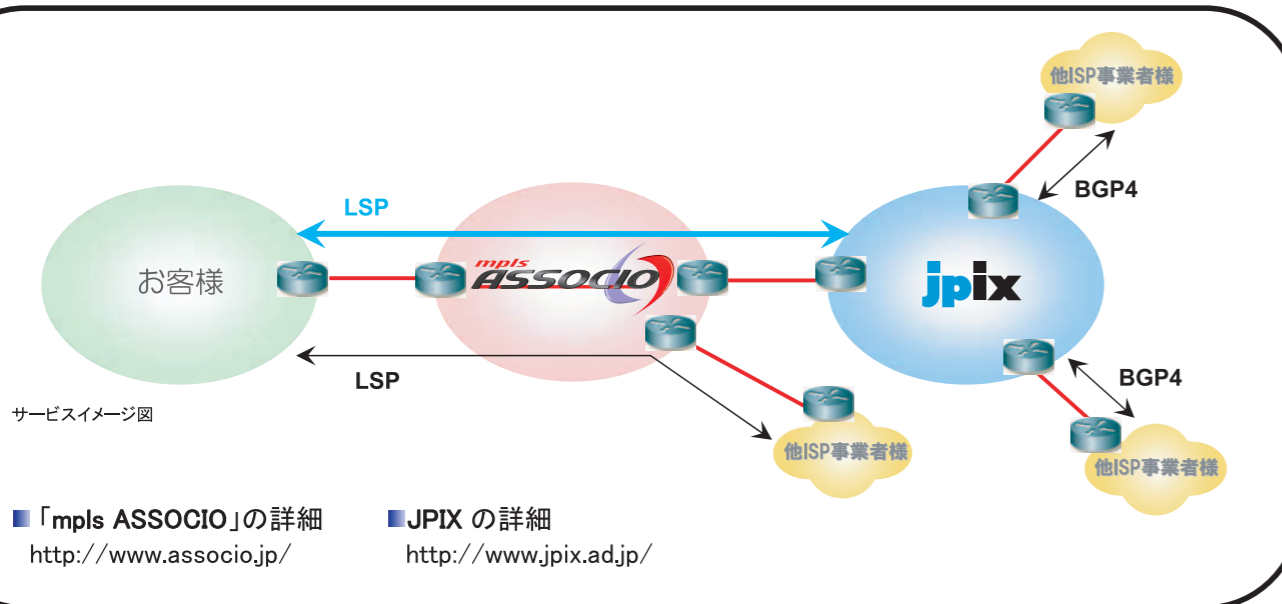 他ISP事業者様
BGP4
LSP
お客様
mpls
ASSOCIO
jpix
LSP
BGP4
サービスイメージ図
他ISP事業者様
他ISP事業者様
「mpls ASSOCIO」の詳細
http://www.associo.jp/
JPIX の詳細
http://www.jpix.ad.jp/